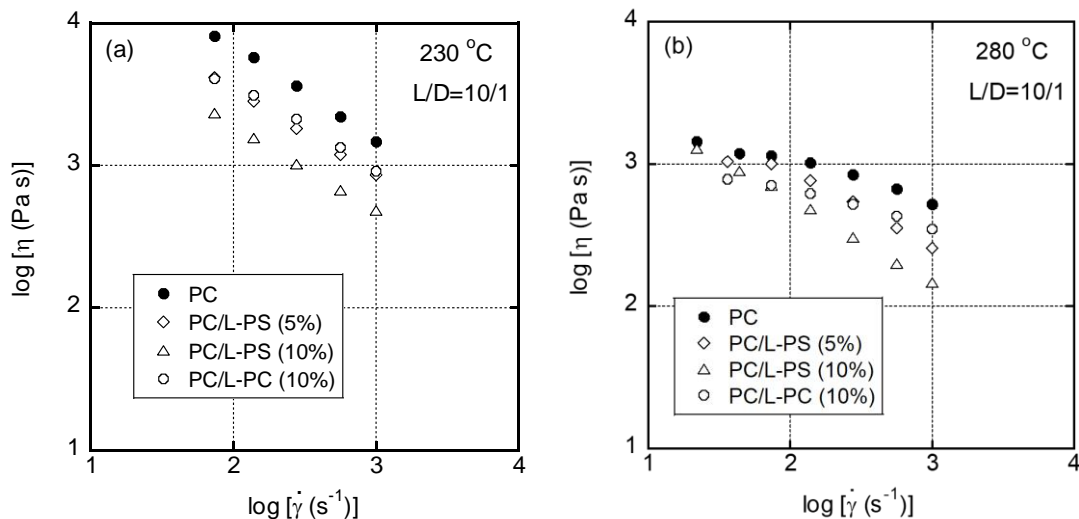 (a)
230 °C
L/D=10/1
log [η (Pa s)]
4
3
2
1
PC
PC/L-PS (5%)
PC/L-PS (10%)
PC/L-PC (10%)
1 2 3 4
log [γ̇ (s⁻¹)]
(b)
280 °C
L/D=10/1
log [η (Pa s)]
4
3
2
1
PC
PC/L-PS (5%)
PC/L-PS (10%)
PC/L-PC (10%)
1 2 3 4
log [γ̇ (s⁻¹)]